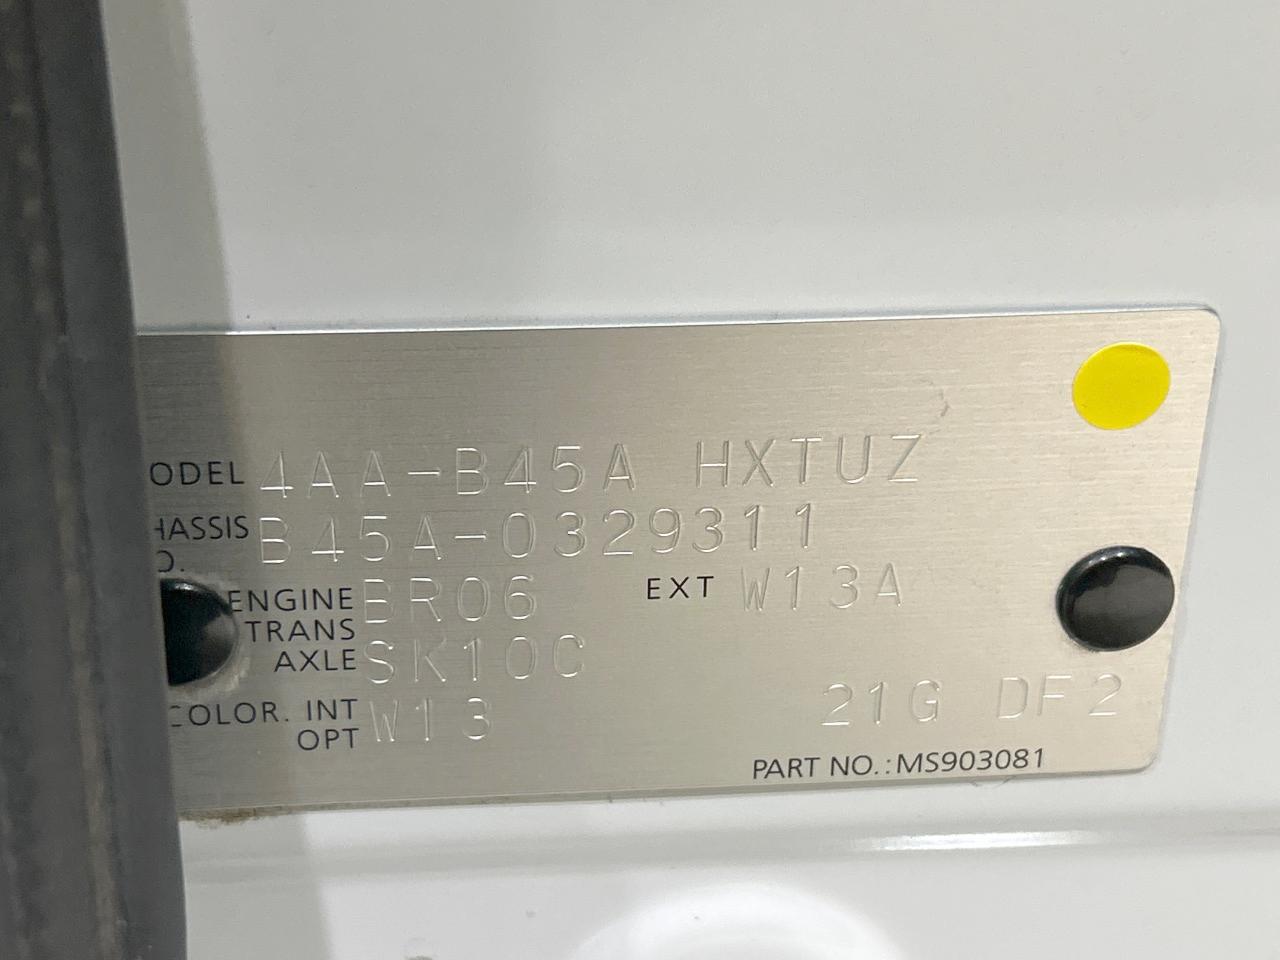 ODEL 4AA-B45A HXTUZ
HASSIS B45A-0329311
O.
ENGINE BR06 EXT W13A
TRANS
AXLE SK10C
COLOR. INT W13 21G DF2
OPT
PART NO.:MS903081